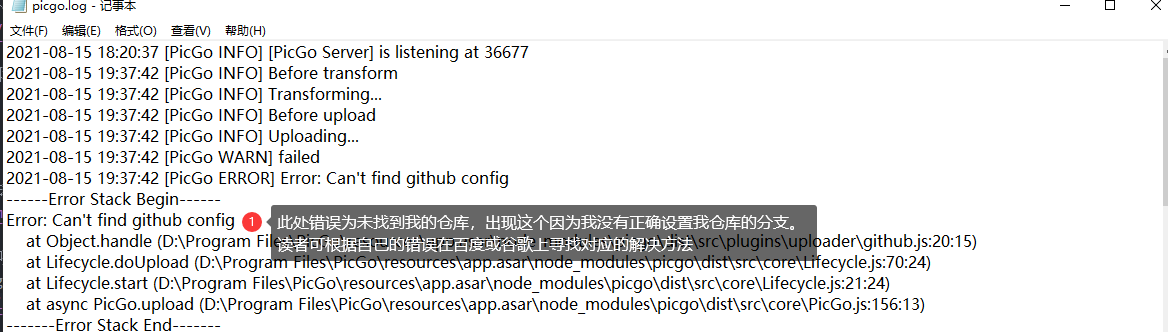 picgo.log - 记事本
文件(F) 编辑(E) 格式(O) 查看(V) 帮助(H)
2021-08-15 18:20:37 [PicGo INFO] [PicGo Server] is listening at 36677
2021-08-15 19:37:42 [PicGo INFO] Before transform
2021-08-15 19:37:42 [PicGo INFO] Transforming...
2021-08-15 19:37:42 [PicGo INFO] Before upload
2021-08-15 19:37:42 [PicGo INFO] Uploading...
2021-08-15 19:37:42 [PicGo WARN] failed
2021-08-15 19:37:42 [PicGo ERROR] Error: Can't find github config
------Error Stack Begin------
Error: Can't find github config
1 此处错误为未找到我的仓库，出现这个因为我没有正确设置我仓库的分支。
读者可根据自己的错误在百度或谷歌上寻找对应的解决方法
at Object.handle (D:\Program Files\PicGo\resources\app.asar\node_modules\picgo\dist\src\plugins\uploader\github.js:20:15)
at Lifecycle.doUpload (D:\Program Files\PicGo\resources\app.asar\node_modules\picgo\dist\src\core\Lifecycle.js:70:24)
at Lifecycle.start (D:\Program Files\PicGo\resources\app.asar\node_modules\picgo\dist\src\core\Lifecycle.js:21:24)
at async PicGo.upload (D:\Program Files\PicGo\resources\app.asar\node_modules\picgo\dist\src\core\PicGo.js:156:13)
-------Error Stack End-------